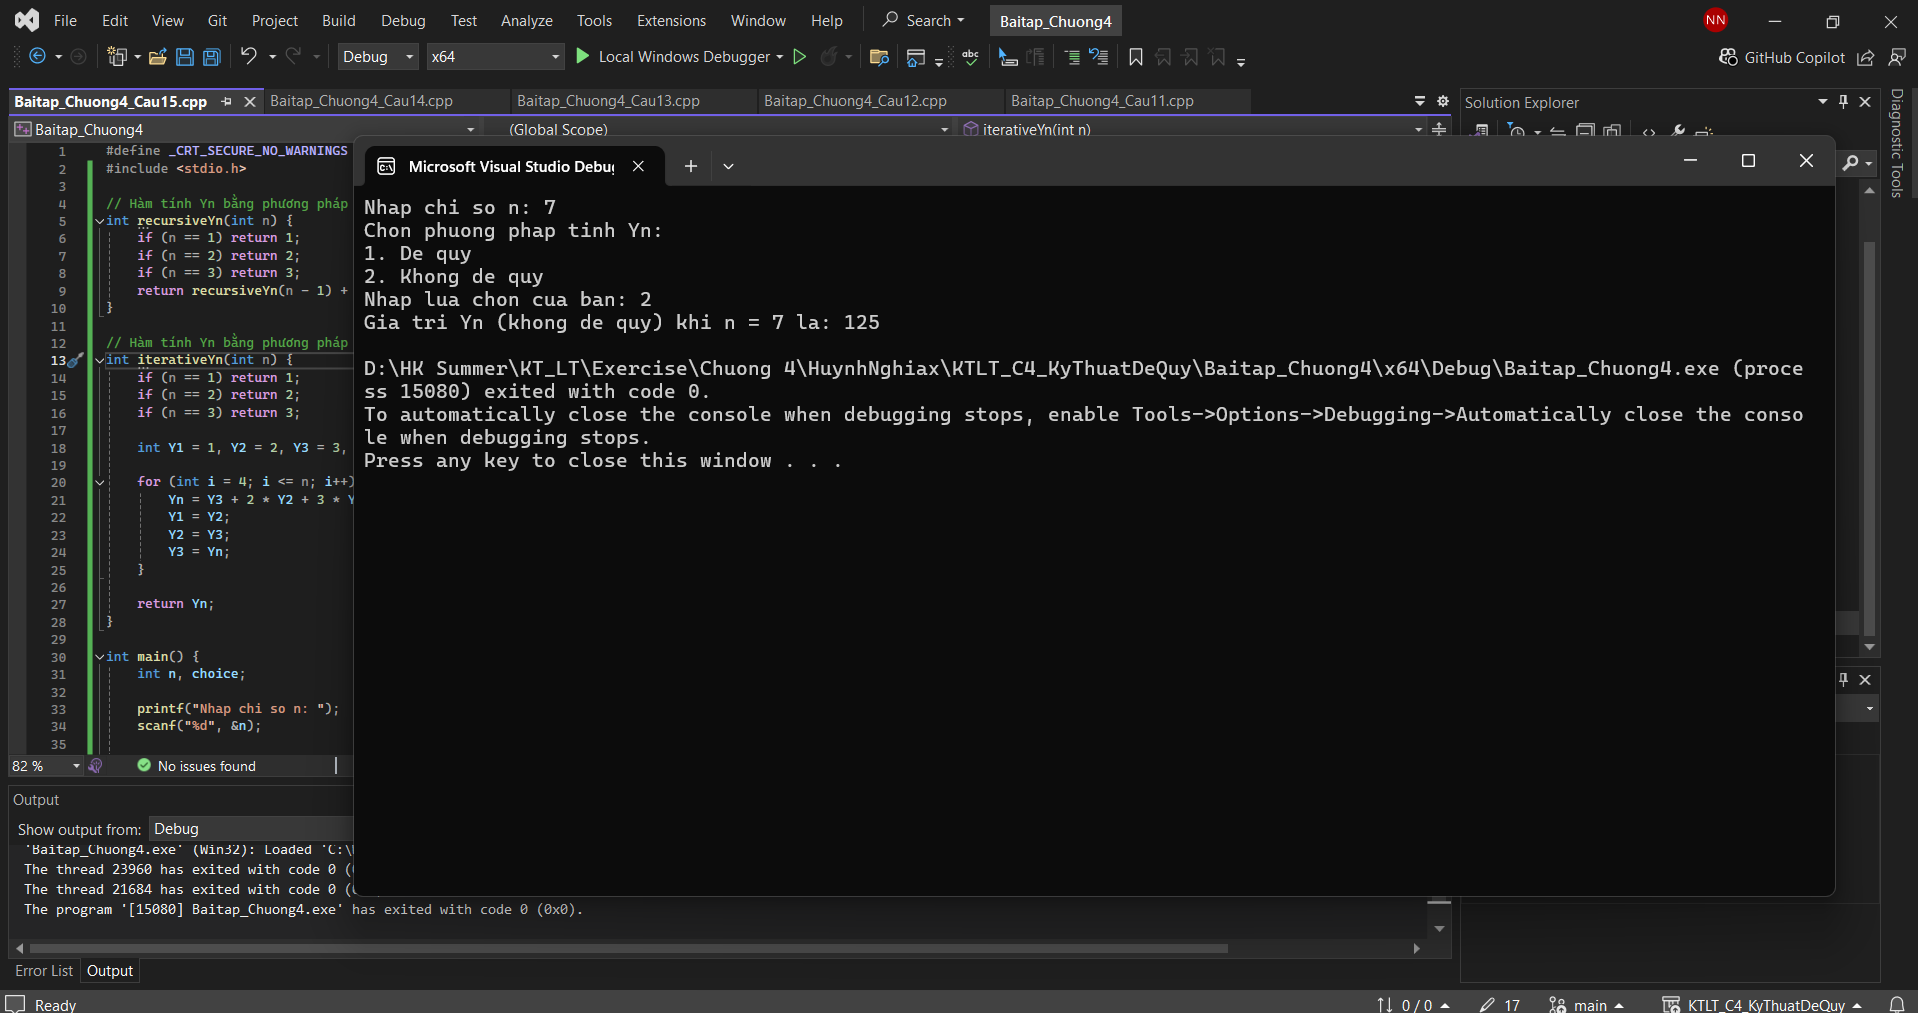 File Edit View Git Project Build Debug Test Analyze Tools Extensions Window Help Search Baitap_Chuong4 NN
Debug x64 Local Windows Debugger abc GitHub Copilot
Baitap_Chuong4_Cau15.cpp Baitap_Chuong4_Cau14.cpp Baitap_Chuong4_Cau13.cpp Baitap_Chuong4_Cau12.cpp Baitap_Chuong4_Cau11.cpp
Baitap_Chuong4 (Global Scope) iterativeYn(int n)
Solution Explorer
Diagnostic Tools
1 #define _CRT_SECURE_NO_WARNINGS
2 #include <stdio.h>
3
4 // Hàm tính Yn bằng phương pháp
5 int recursiveYn(int n) {
6 if (n == 1) return 1;
7 if (n == 2) return 2;
8 if (n == 3) return 3;
9 return recursiveYn(n - 1) +
10 }
11
12 // Hàm tính Yn bằng phương pháp
13 int iterativeYn(int n) {
14 if (n == 1) return 1;
15 if (n == 2) return 2;
16 if (n == 3) return 3;
17
18 int Y1 = 1, Y2 = 2, Y3 = 3,
19
20 for (int i = 4; i <= n; i++)
21 Yn = Y3 + 2 * Y2 + 3 * Y
22 Y1 = Y2;
23 Y2 = Y3;
24 Y3 = Yn;
25 }
26
27 return Yn;
28 }
29
30 int main() {
31 int n, choice;
32
33 printf("Nhap chi so n: ");
34 scanf("%d", &n);
35
82 % No issues found
Microsoft Visual Studio Debug
Nhap chi so n: 7
Chon phuong phap tinh Yn:
1. De quy
2. Khong de quy
Nhap lua chon cua ban: 2
Gia tri Yn (khong de quy) khi n = 7 la: 125
D:\HK Summer\KT_LT\Exercise\Chuong 4\HuynhNghiax\KTLT_C4_KyThuatDeQuy\Baitap_Chuong4\x64\Debug\Baitap_Chuong4.exe (proce
ss 15080) exited with code 0.
To automatically close the console when debugging stops, enable Tools->Options->Debugging->Automatically close the conso
le when debugging stops.
Press any key to close this window . . .
Output
Show output from: Debug
'Baitap_Chuong4.exe' (Win32): Loaded 'C:\
The thread 23960 has exited with code 0 (
The thread 21684 has exited with code 0 (
The program '[15080] Baitap_Chuong4.exe' has exited with code 0 (0x0).
Error List Output
Ready 0 / 0 17 main KTLT_C4_KyThuatDeQuy